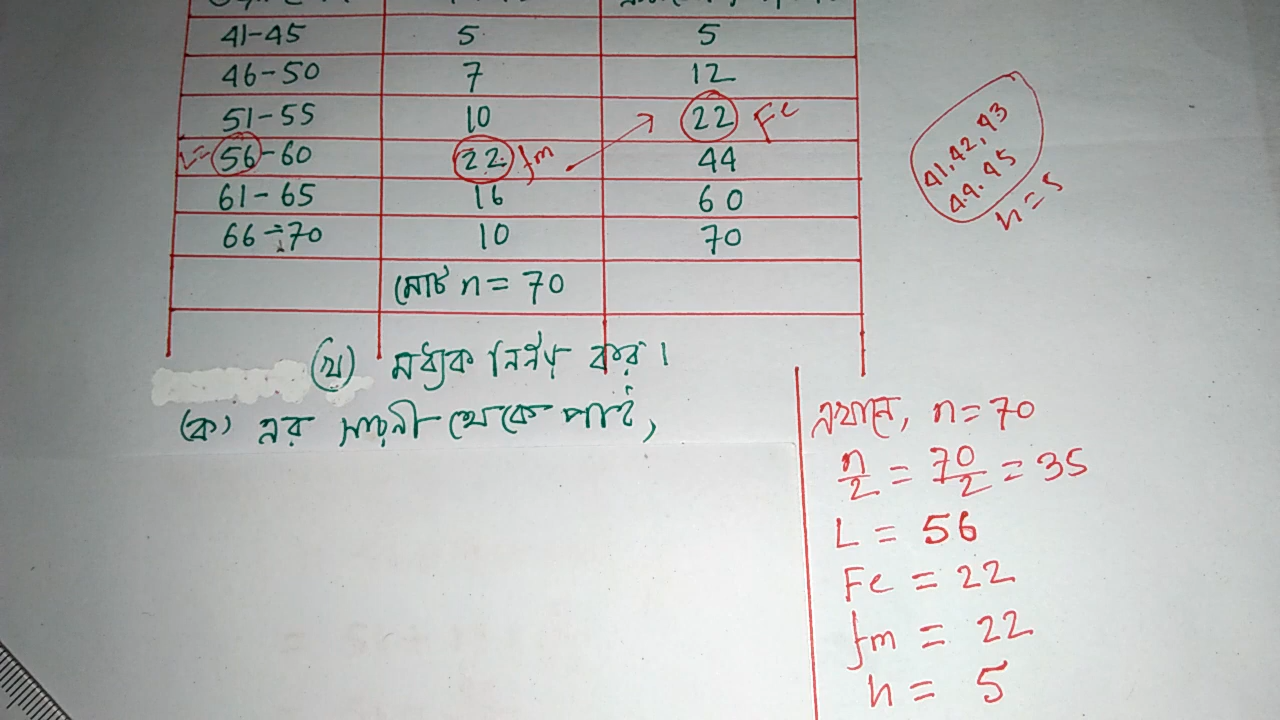 41-45 5 5
46-50 7 12
51-55 10 22 Fc
L= 56-60 22 fm 44
61-65 16 60
66-70 10 70
মোট n = 70
41, 42, 43
44, 45
h = 5
(খ) মধ্যক নির্ণয় কর।
(ক) নর সারণী থেকে পাই,
এখানে, n = 70
n/2 = 70/2 = 35
L = 56
Fc = 22
fm = 22
h = 5